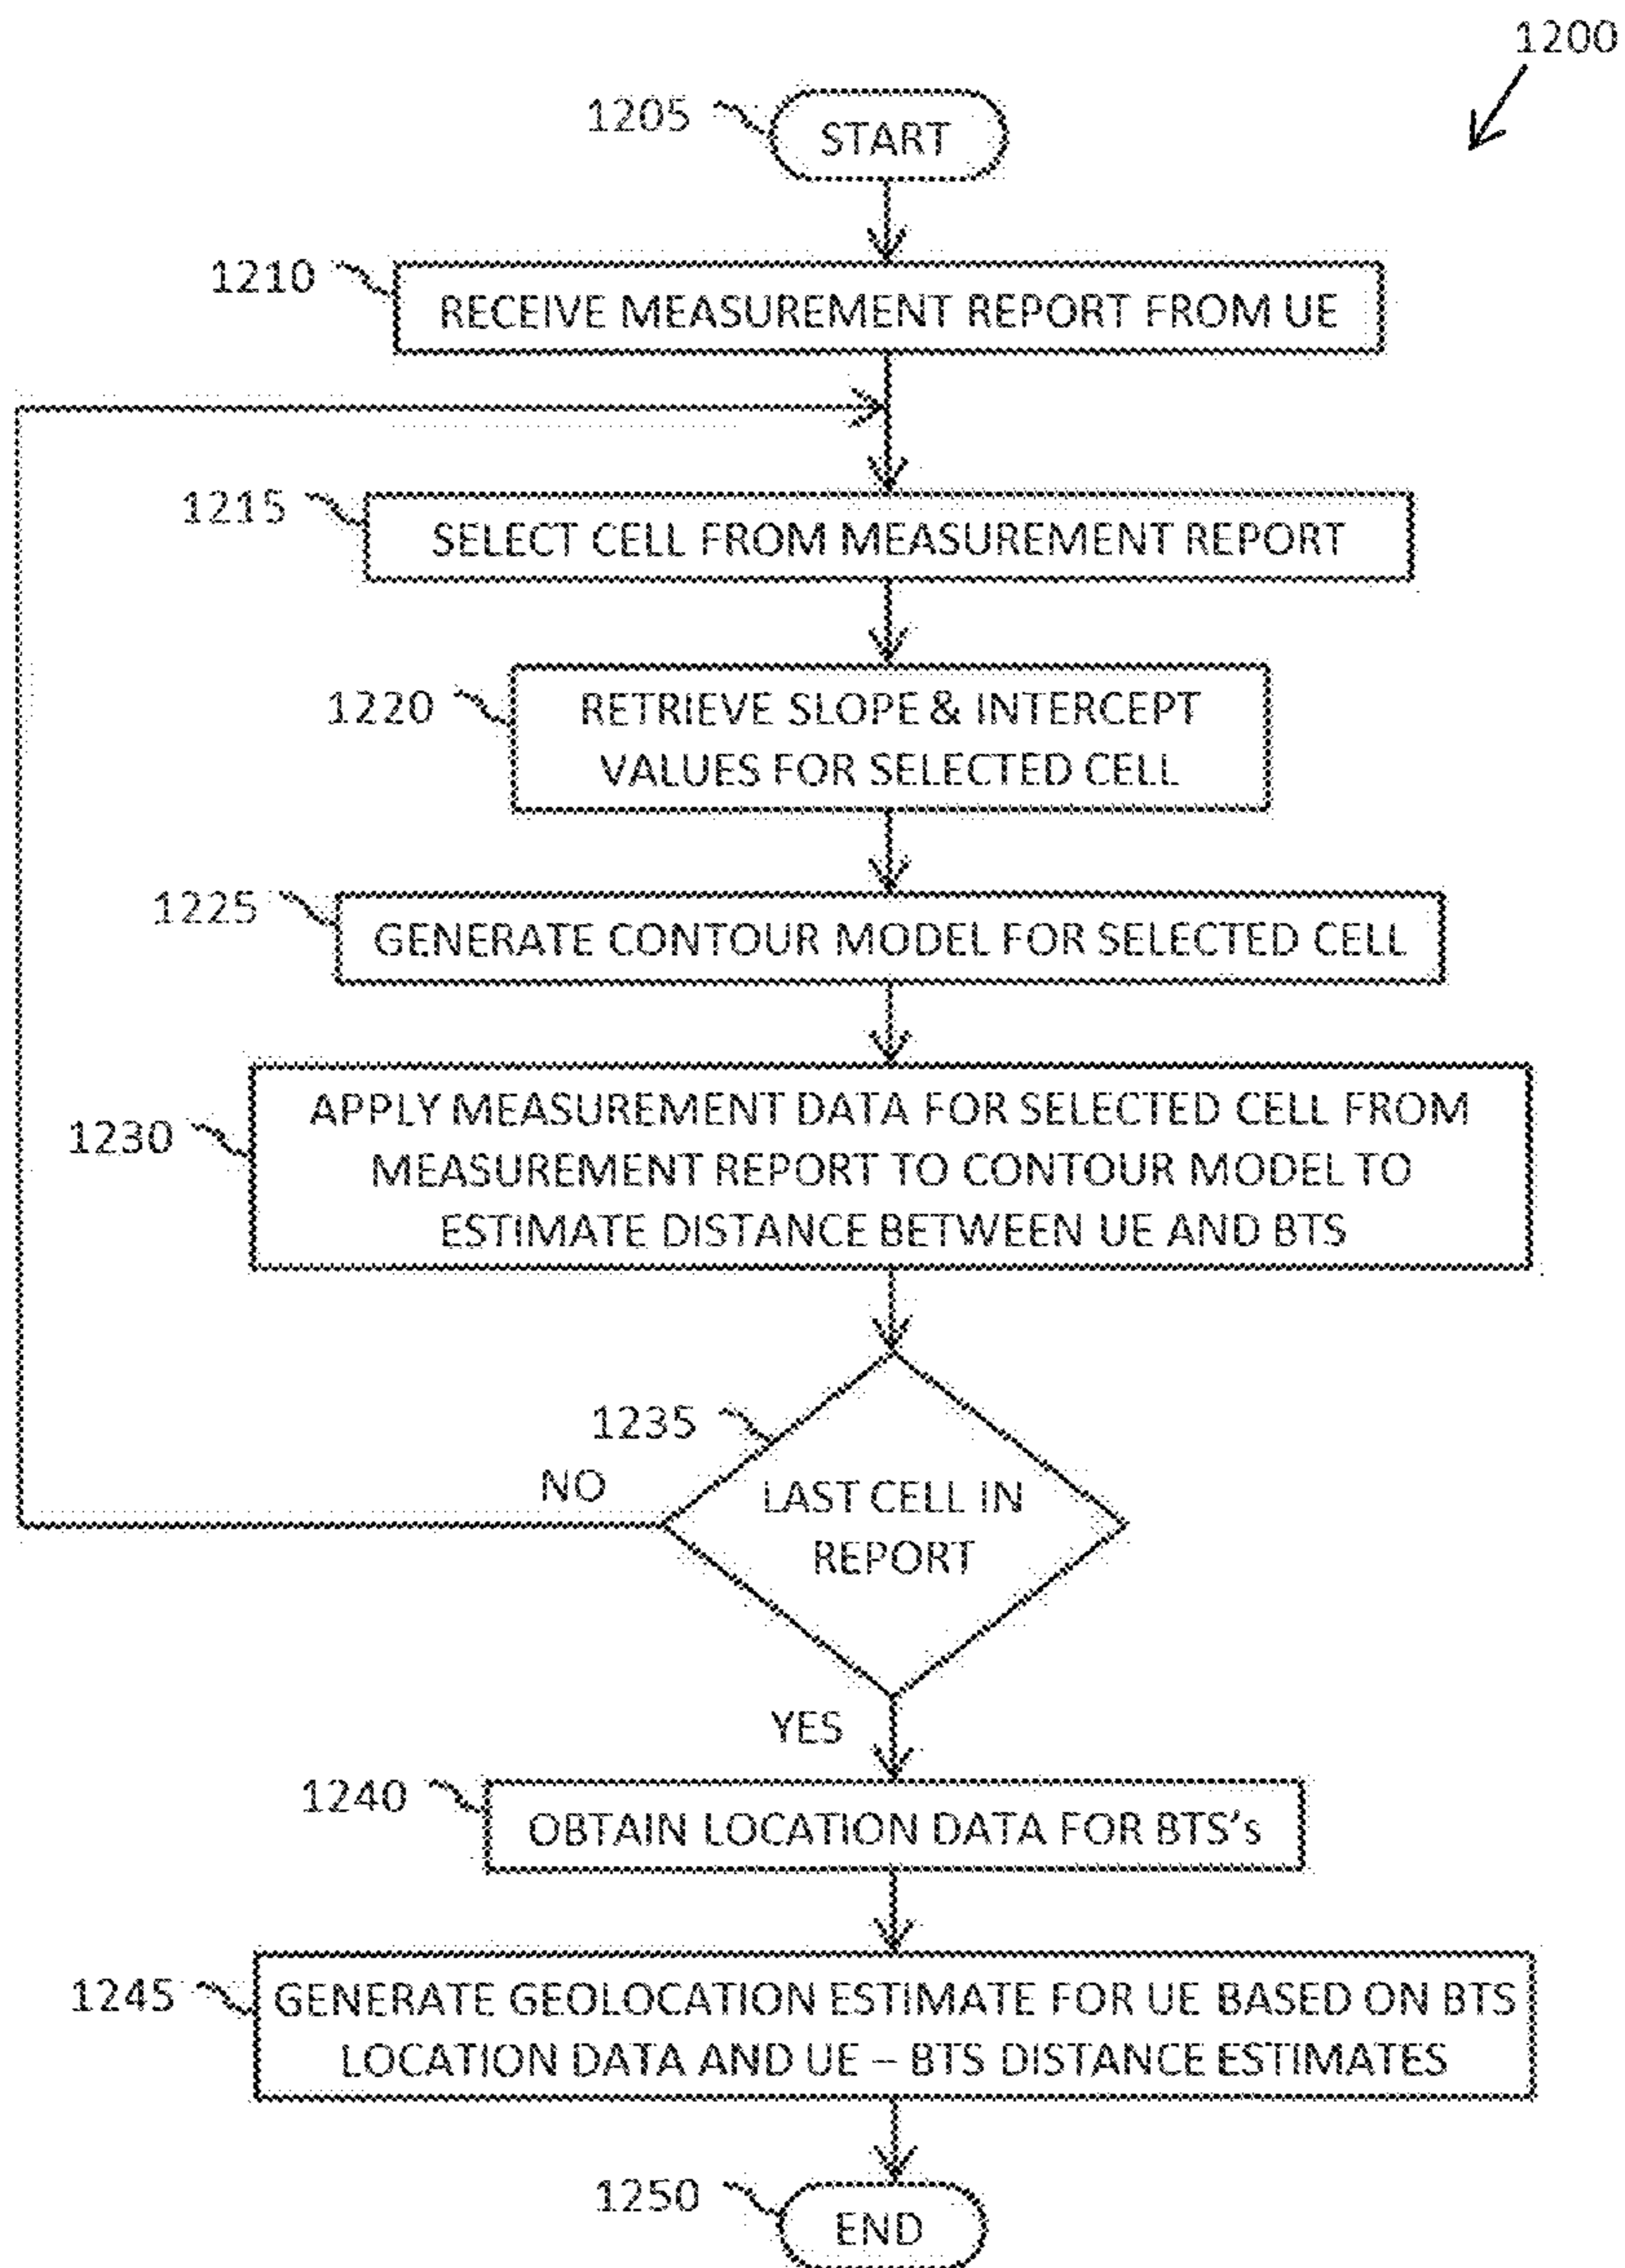 1200
1205
START
1210
RECEIVE MEASUREMENT REPORT FROM UE
1215
SELECT CELL FROM MEASUREMENT REPORT
1220
RETRIEVE SLOPE & INTERCEPT
VALUES FOR SELECTED CELL
1225
GENERATE CONTOUR MODEL FOR SELECTED CELL
1230
APPLY MEASUREMENT DATA FOR SELECTED CELL FROM
MEASUREMENT REPORT TO CONTOUR MODEL TO
ESTIMATE DISTANCE BETWEEN UE AND BTS
1235
NO
LAST CELL IN
REPORT
YES
1240
OBTAIN LOCATION DATA FOR BTS's
1245
GENERATE GEOLOCATION ESTIMATE FOR UE BASED ON BTS
LOCATION DATA AND UE – BTS DISTANCE ESTIMATES
1250
END